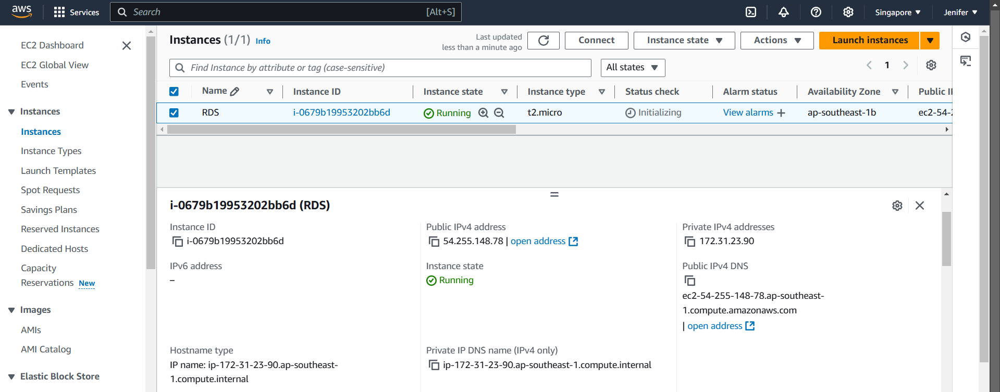 aws Services Search [Alt+S] Singapore Jenifer
EC2 Dashboard
EC2 Global View
Events
Instances
Instances
Instance Types
Launch Templates
Spot Requests
Savings Plans
Reserved Instances
Dedicated Hosts
Capacity
Reservations New
Images
AMIs
AMI Catalog
Elastic Block Store
Instances (1/1) Info
Last updated
less than a minute ago
Connect Instance state Actions Launch instances
Find Instance by attribute or tag (case-sensitive) All states 1
Name Instance ID Instance state Instance type Status check Alarm status Availability Zone Public I
RDS i-0679b19953202bb6d Running t2.micro Initializing View alarms + ap-southeast-1b ec2-54-2
i-0679b19953202bb6d (RDS)
Instance ID
i-0679b19953202bb6d
Public IPv4 address
54.255.148.78 | open address
Private IPv4 addresses
172.31.23.90
IPv6 address
–
Instance state
Running
Public IPv4 DNS
ec2-54-255-148-78.ap-southeast-
1.compute.amazonaws.com
| open address
Hostname type
IP name: ip-172-31-23-90.ap-southeast-
1.compute.internal
Private IP DNS name (IPv4 only)
ip-172-31-23-90.ap-southeast-1.compute.internal